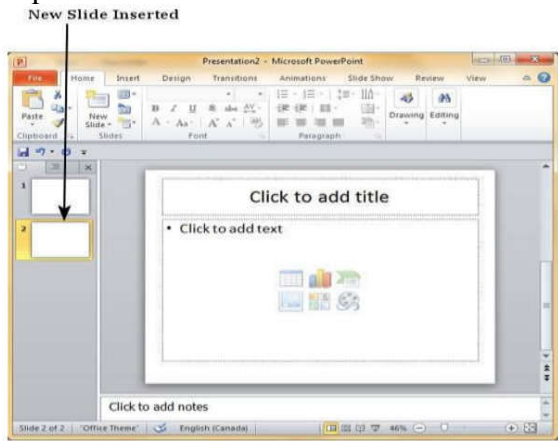 New Slide Inserted
Presentation2 - Microsoft PowerPoint
File Home Insert Design Transitions Animations Slide Show Review View
Paste
New Slide
Drawing Editing
Clipboard Slides Font Paragraph
1
2
Click to add title
• Click to add text
Click to add notes
Slide 2 of 2 "Office Theme" English (Canada) 46%